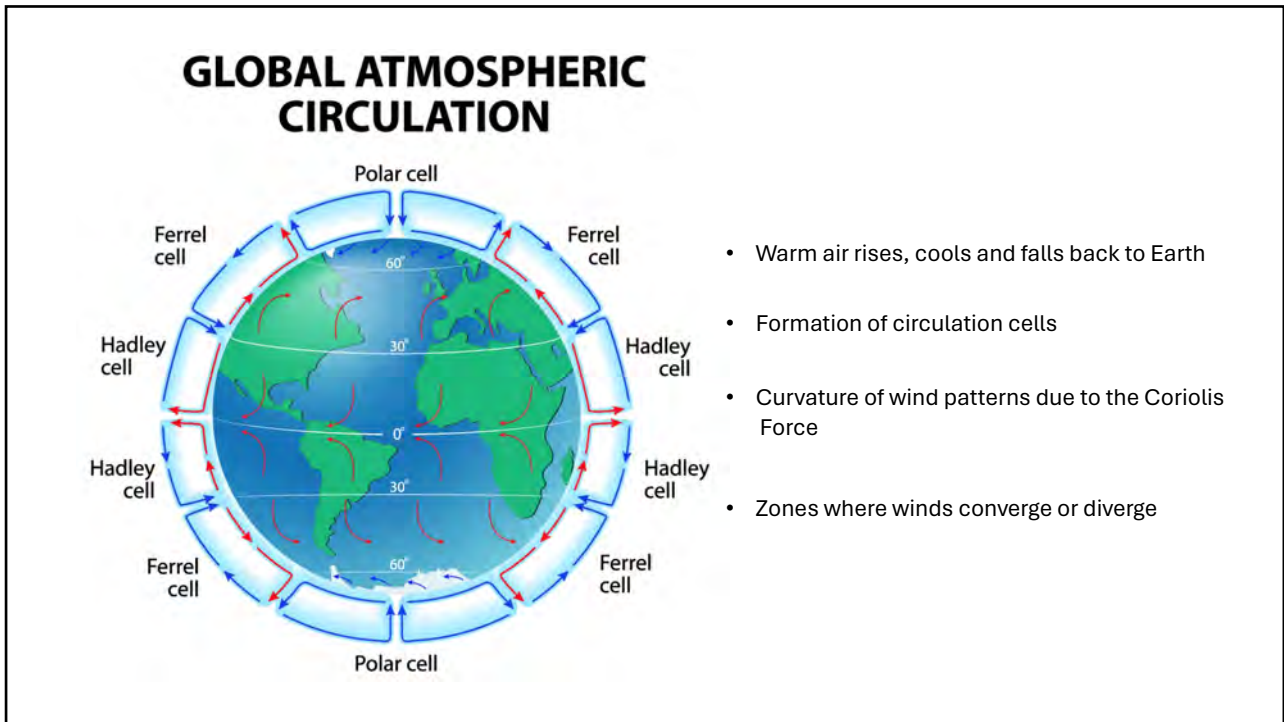 GLOBAL ATMOSPHERIC
CIRCULATION
Polar cell
Ferrel
cell
Ferrel
cell
Hadley
cell
Hadley
cell
Hadley
cell
Hadley
cell
Ferrel
cell
Ferrel
cell
Polar cell
60°
30°
0°
30°
60°
• Warm air rises, cools and falls back to Earth
• Formation of circulation cells
• Curvature of wind patterns due to the Coriolis
Force
• Zones where winds converge or diverge